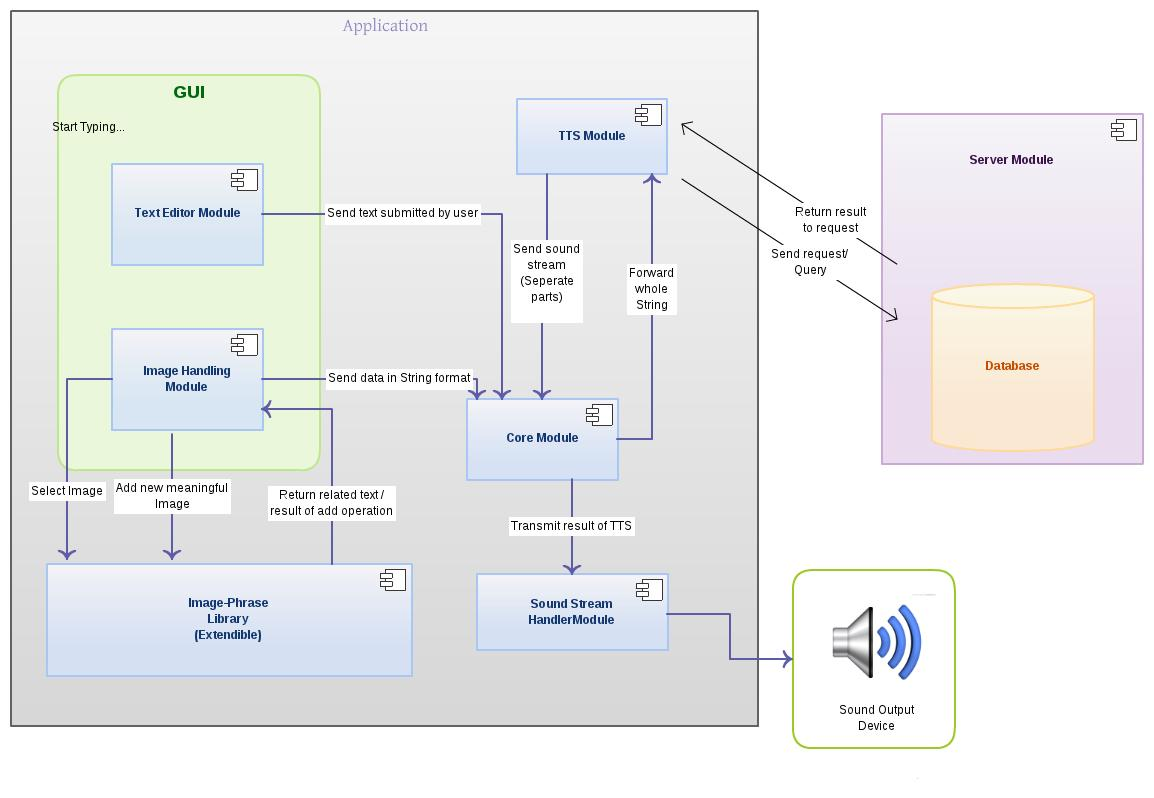 Application
GUI
Start Typing...
Text Editor Module
Send text submitted by user
TTS Module
Send sound
stream
(Seperate
parts)
Forward
whole
String
Return result
to request
Send request/
Query
Server Module
Database
Image Handling
Module
Send data in String format
Core Module
Select Image
Add new meaningful
Image
Return related text /
result of add operation
Transmit result of TTS
Image-Phrase
Library
(Extendible)
Sound Stream
HandlerModule
Sound Output
Device